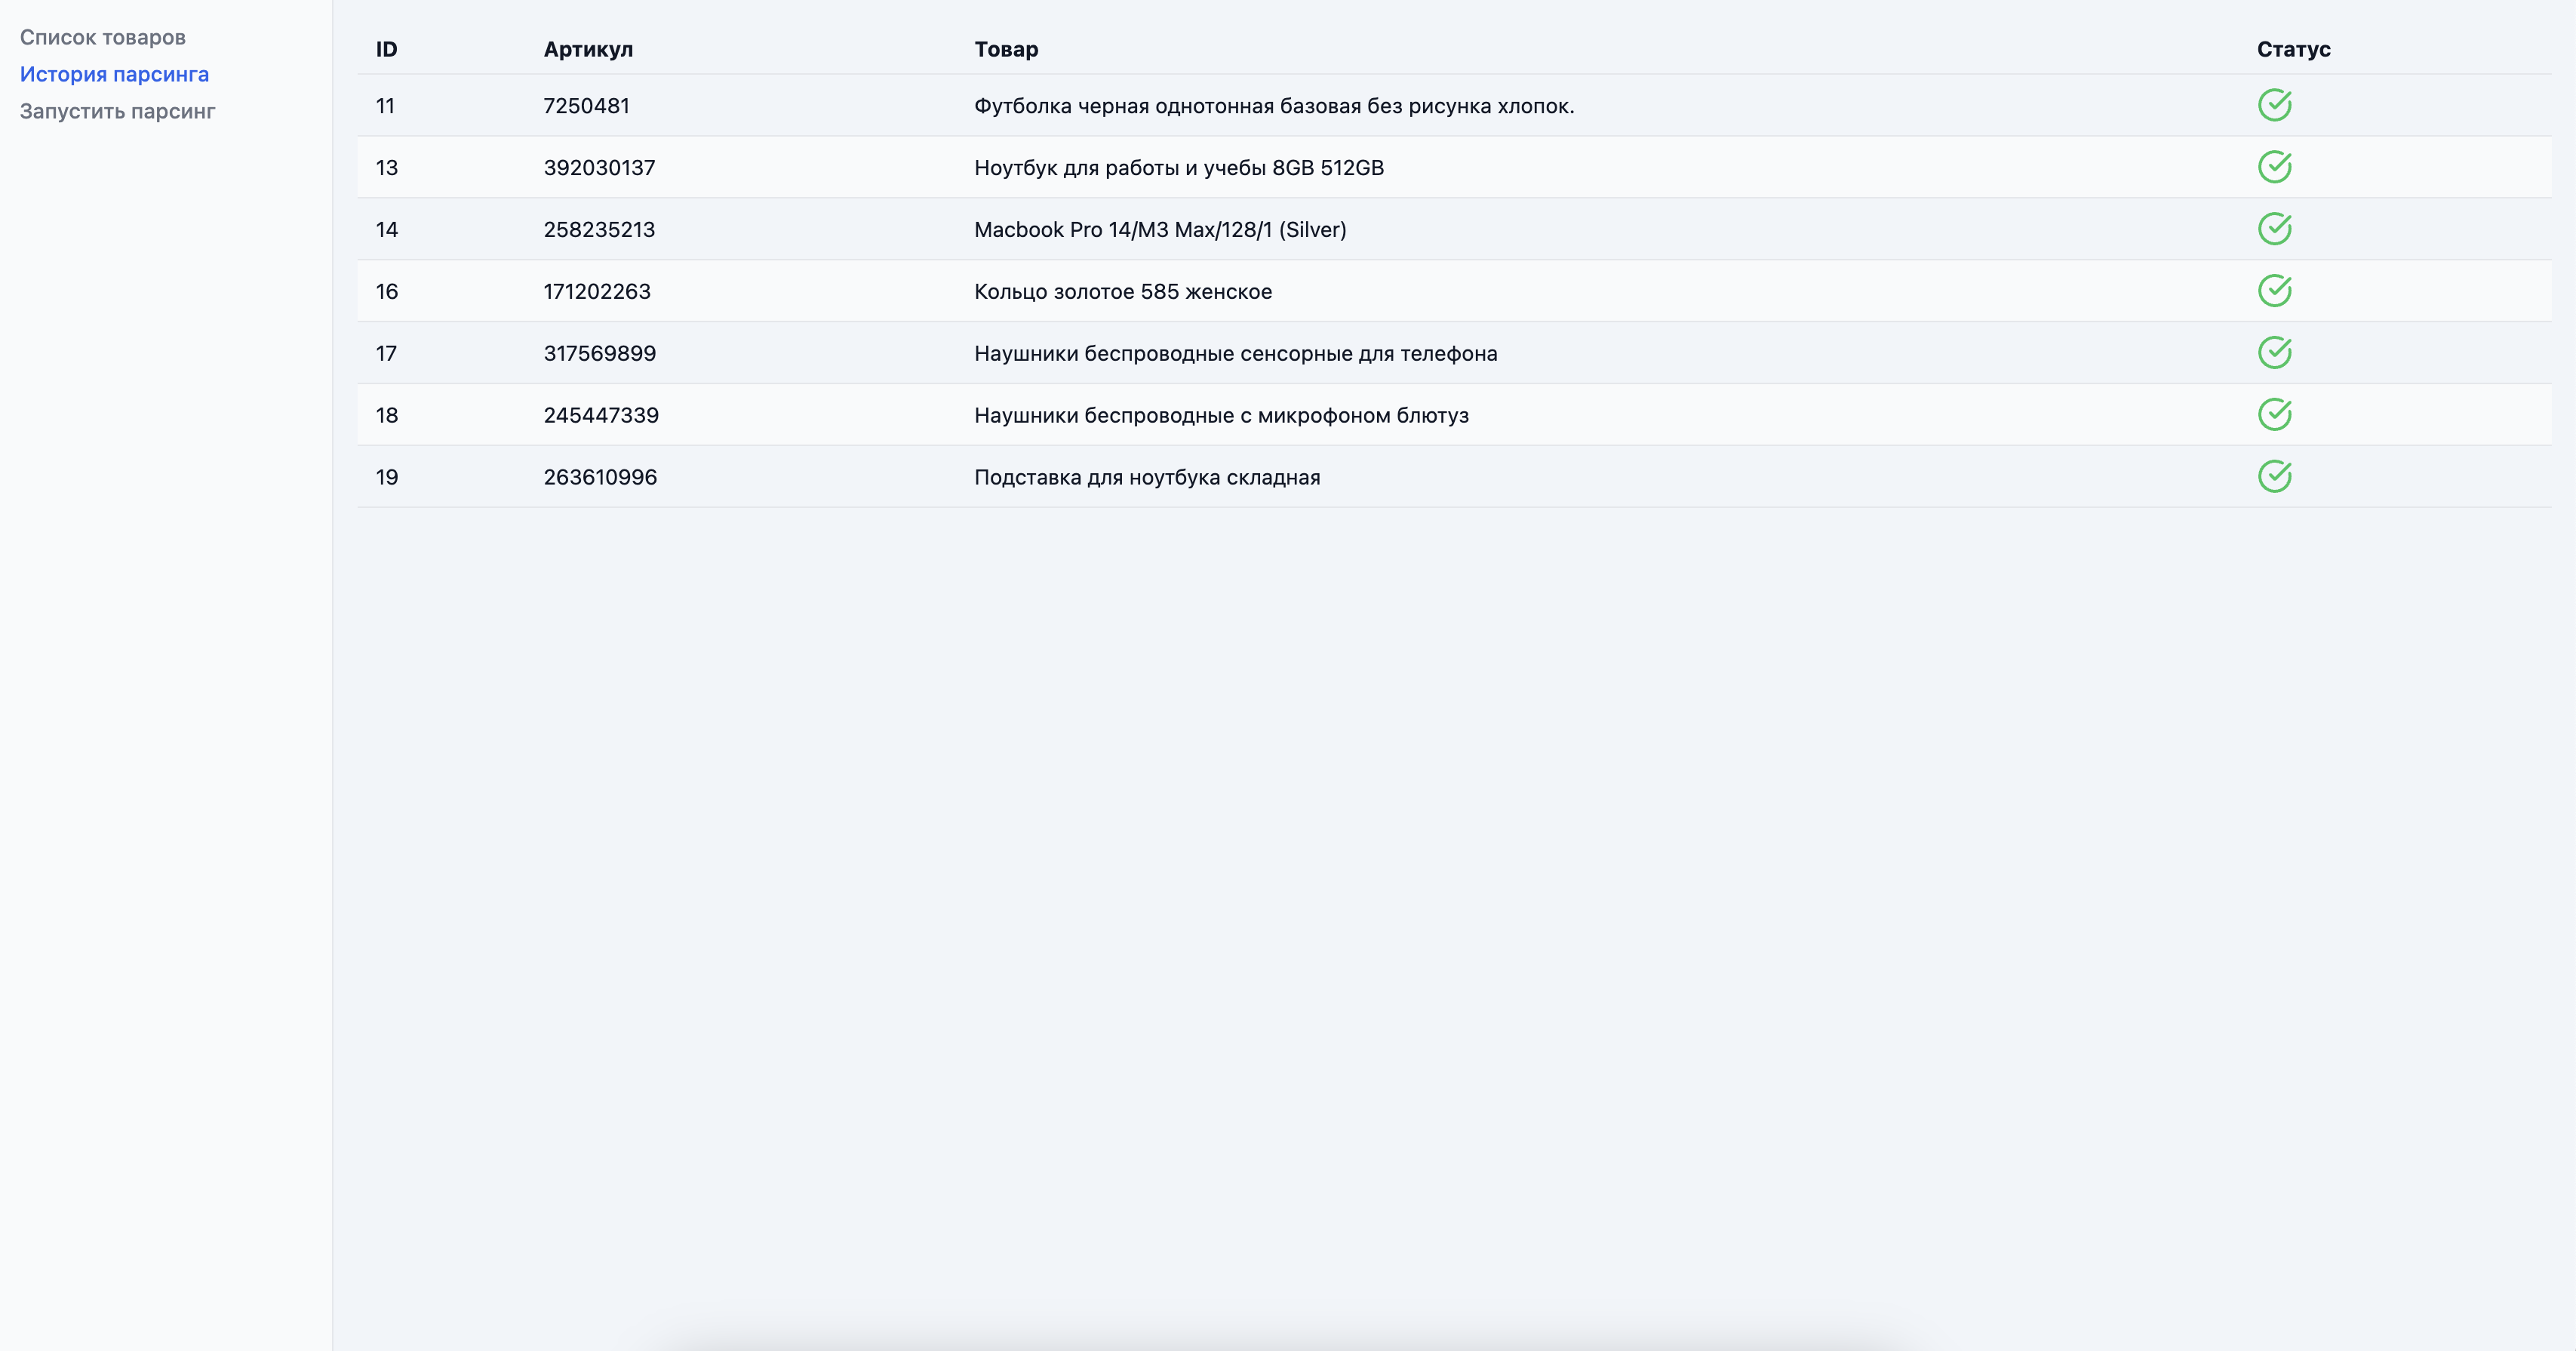 Список товаров
История парсинга
Запустить парсинг
ID Артикул Товар Статус
11 7250481 Футболка черная однотонная базовая без рисунка хлопок.
13 392030137 Ноутбук для работы и учебы 8GB 512GB
14 258235213 Macbook Pro 14/M3 Max/128/1 (Silver)
16 171202263 Кольцо золотое 585 женское
17 317569899 Наушники беспроводные сенсорные для телефона
18 245447339 Наушники беспроводные с микрофоном блютуз
19 263610996 Подставка для ноутбука складная